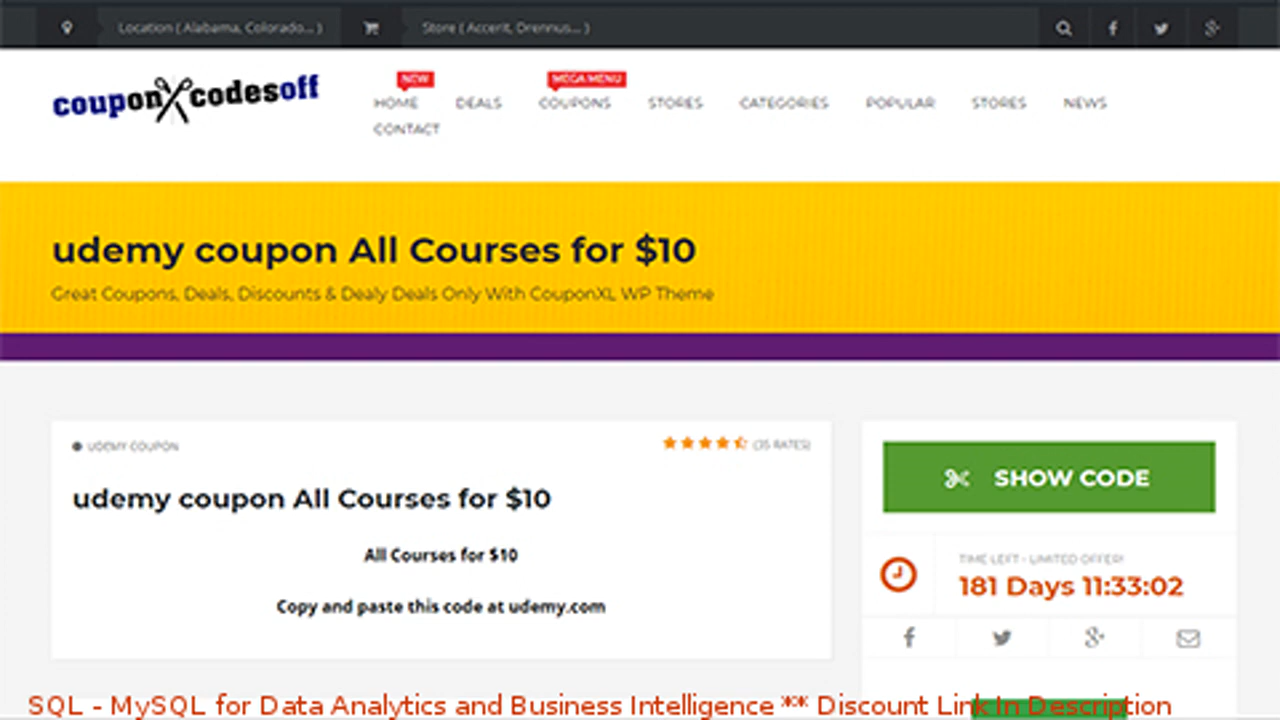 Location ( Alabama, Colorado... )
Store ( Accerit, Drennus... )
coupon codesoff
NEW
MEGA MENU
HOME DEALS COUPONS STORES CATEGORIES POPULAR STORES NEWS
CONTACT
udemy coupon All Courses for $10
Great Coupons, Deals, Discounts & Dealy Deals Only With CouponXL WP Theme
UDEMY COUPON
(35 RATES)
udemy coupon All Courses for $10
All Courses for $10
Copy and paste this code at udemy.com
SHOW CODE
TIME LEFT - LIMITED OFFER!
181 Days 11:33:02
SQL - MySQL for Data Analytics and Business Intelligence ** Discount Link In Description